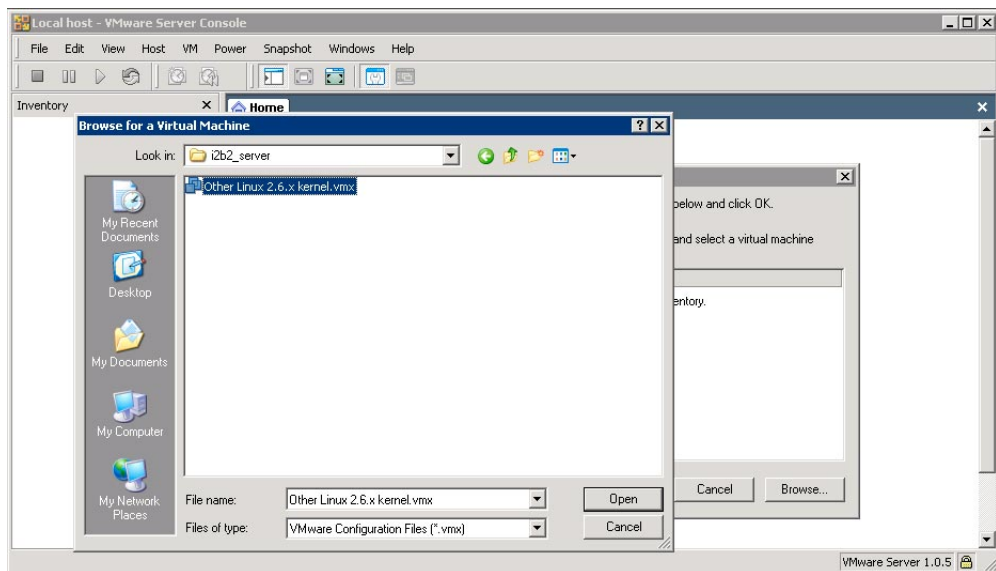 Local host - VMware Server Console
File Edit View Host VM Power Snapshot Windows Help
Inventory
Home
Browse for a Virtual Machine
Look in: i2b2_server
Other Linux 2.6.x kernel.vmx
My Recent
Documents
Desktop
My Documents
My Computer
My Network
Places
File name: Other Linux 2.6.x kernel.vmx Open
Files of type: VMware Configuration Files (*.vmx) Cancel
below and click OK.
and select a virtual machine
entory.
Cancel Browse...
VMware Server 1.0.5